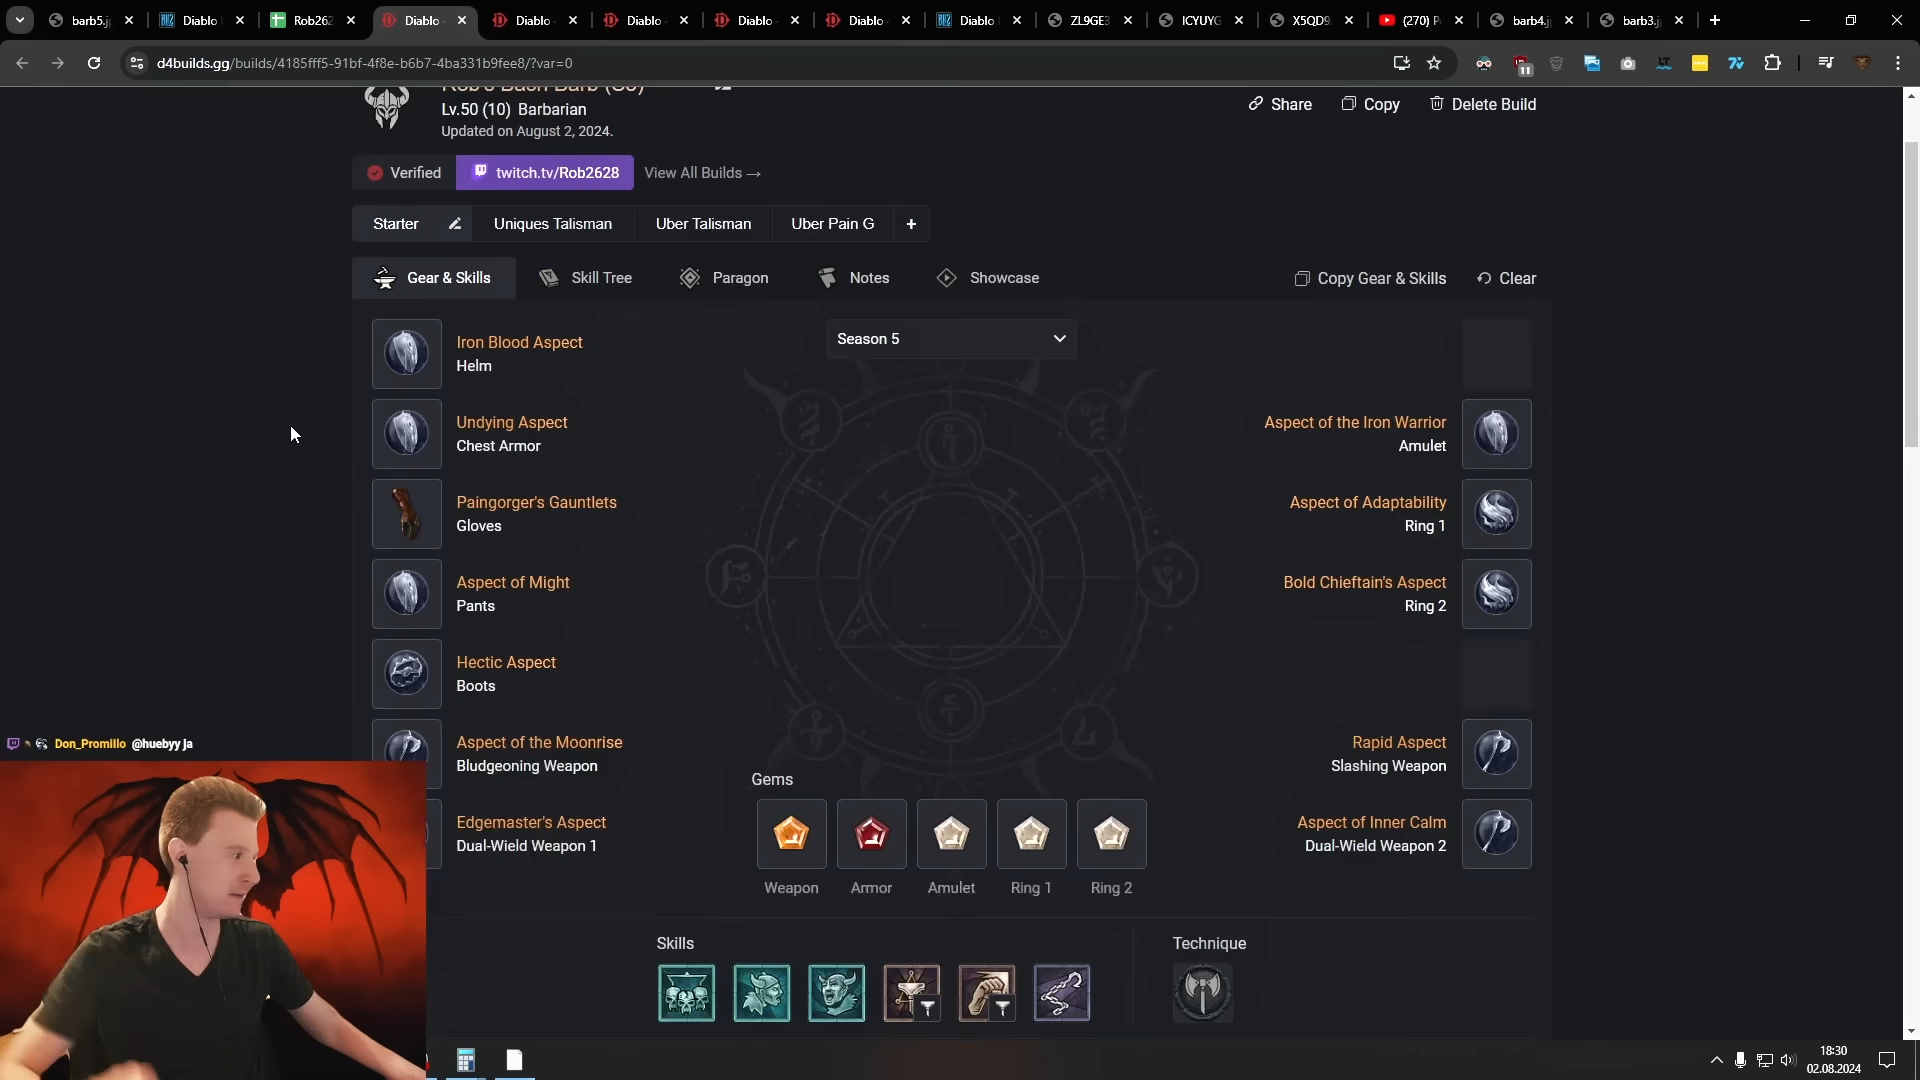 barb5.j
Diablo
Rob262
Diablo
Diablo
Diablo
Diablo
Diablo
Diablo
ZL9GE3
ICYUYG
X5QD9
(270) P
barb4.j
barb3.j
d4builds.gg/builds/4185fff5-91bf-4f8e-b6b7-4ba331b9fee8/?var=0
11
Rob's Bash Barb (S5)
Lv.50 (10) Barbarian
Updated on August 2, 2024.
Share
Copy
Delete Build
Verified
twitch.tv/Rob2628
View All Builds →
Starter
Uniques Talisman
Uber Talisman
Uber Pain G
+
Gear & Skills
Skill Tree
Paragon
Notes
Showcase
Copy Gear & Skills
Clear
Season 5
Iron Blood Aspect
Helm
Undying Aspect
Chest Armor
Paingorger's Gauntlets
Gloves
Aspect of Might
Pants
Hectic Aspect
Boots
Aspect of the Moonrise
Bludgeoning Weapon
Edgemaster's Aspect
Dual-Wield Weapon 1
Aspect of the Iron Warrior
Amulet
Aspect of Adaptability
Ring 1
Bold Chieftain's Aspect
Ring 2
Rapid Aspect
Slashing Weapon
Aspect of Inner Calm
Dual-Wield Weapon 2
Gems
Weapon
Armor
Amulet
Ring 1
Ring 2
Skills
Technique
Don_Promillo @huebyy ja
18:30
02.08.2024